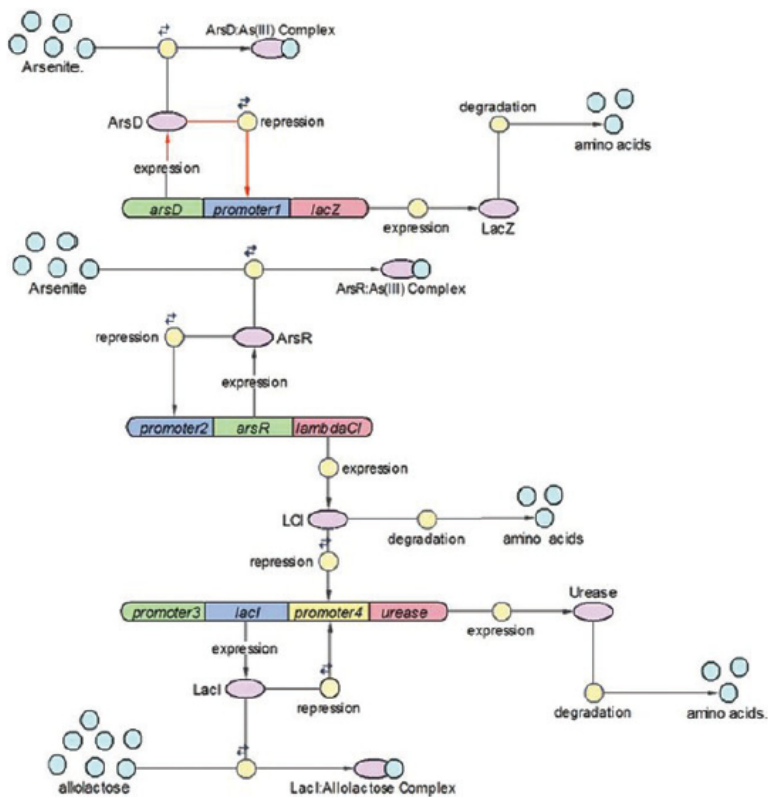 ArsD:As(III) Complex
Arsenite.
degradation
ArsD
repression
amino acids
expression
arsD promoter1 lacZ
expression
LacZ
Arsenite
ArsR:As(III) Complex
repression
ArsR
expression
promoter2 arsR lambdaCI
expression
LCI
degradation
amino acids
repression
Urease
promoter3 lacI promoter4 urease
expression
expression
LacI
repression
degradation
amino acids.
allolactose
LacI:Allolactose Complex